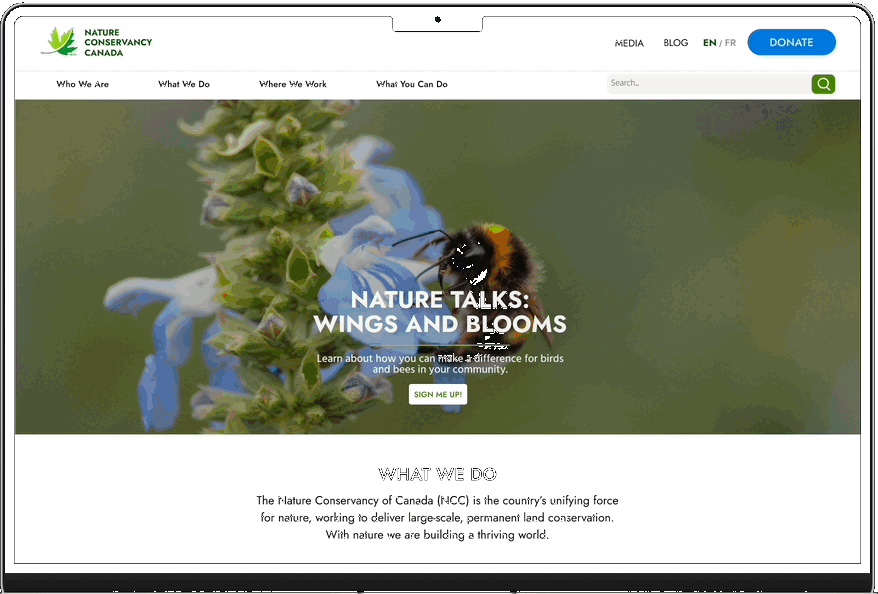 NATURE
CONSERVANCY
CANADA
MEDIA BLOG EN / FR DONATE
Who We Are What We Do Where We Work What You Can Do
Search...
NATURE TALKS:
WINGS AND BLOOMS
Learn about how you can make a difference for birds
and bees in your community.
SIGN ME UP!
WHAT WE DO
The Nature Conservancy of Canada (NCC) is the country's unifying force
for nature, working to deliver large-scale, permanent land conservation.
With nature we are building a thriving world.